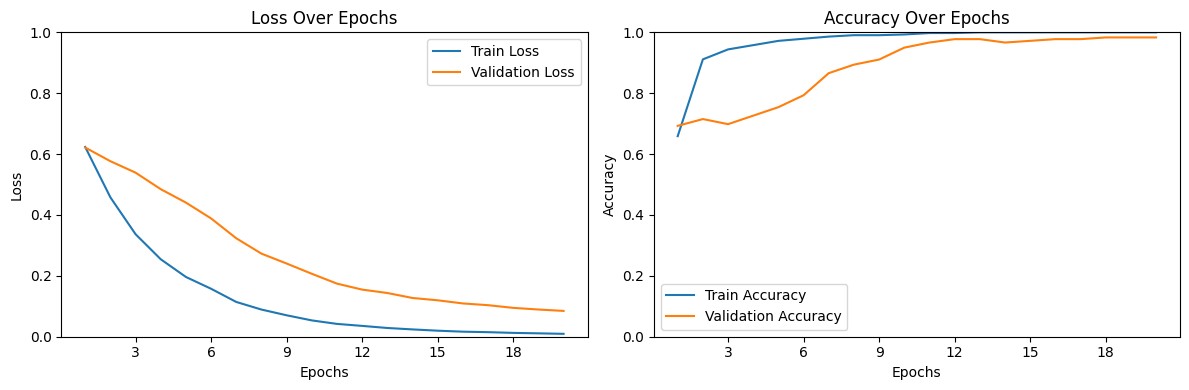 Loss Over Epochs
1.0
0.8
0.6
0.4
0.2
0.0
Loss
Train Loss
Validation Loss
3 6 9 12 15 18
Epochs
Accuracy Over Epochs
1.0
0.8
0.6
0.4
0.2
0.0
Accuracy
Train Accuracy
Validation Accuracy
3 6 9 12 15 18
Epochs